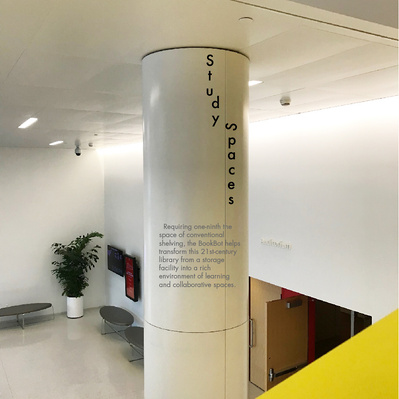 Study
Spaces
Requiring one-ninth the
space of conventional
shelving, the BookBot helps
transform this 21st-century
library from a storage
facility into a rich
environment of learning
and collaborative spaces.